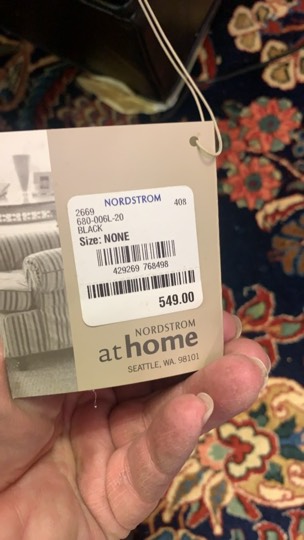 NORDSTROM
2669 408
680-006L-20
BLACK
Size: NONE
429269 768498
549.00
NORDSTROM
at home
SEATTLE, WA. 98101